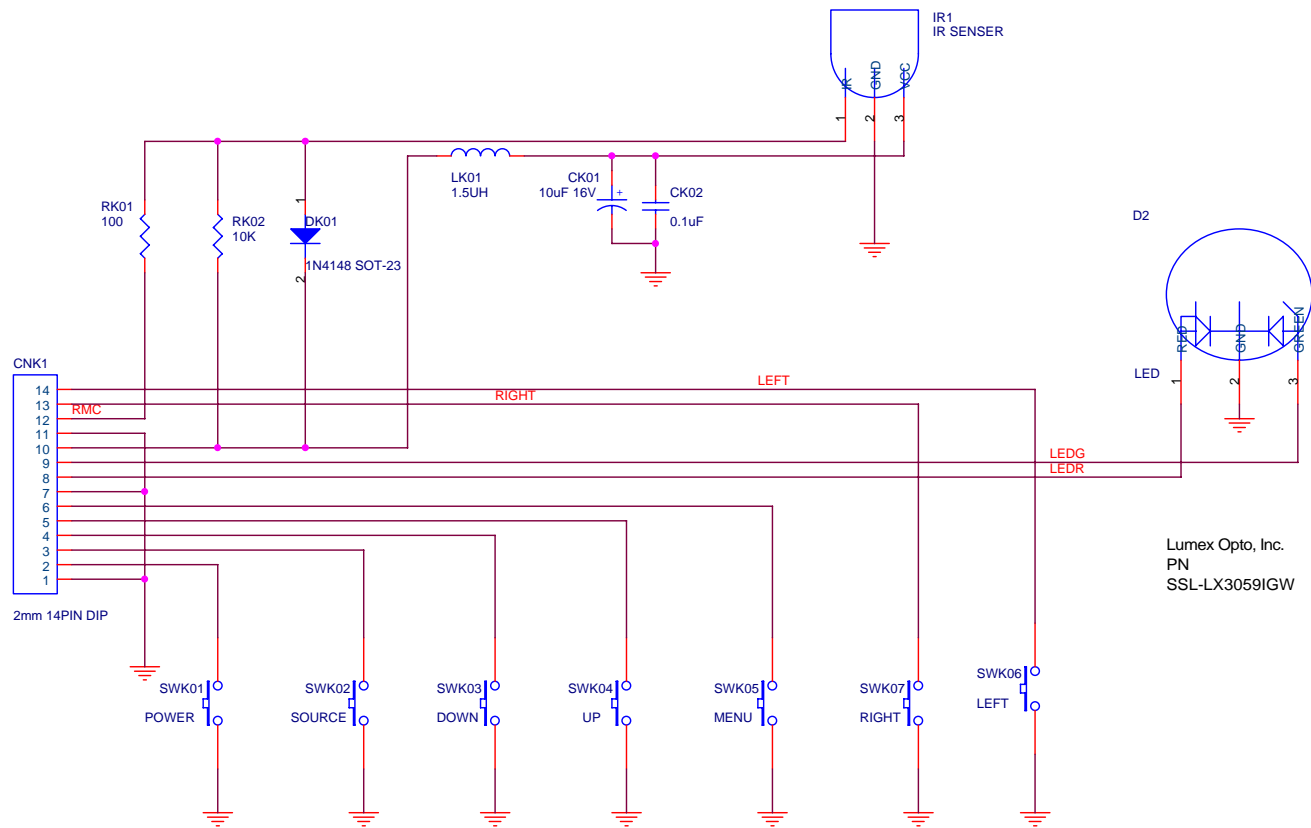 IR1
IR SENSER
IR
GND
VCC
1
2
3
LK01
1.5UH
CK01
10uF 16V
+
CK02
0.1uF
RK01
100
RK02
10K
1
DK01
1N4148 SOT-23
2
D2
RED
GND
GREEN
LED
1
2
3
CNK1
14
13
12
11
10
9
8
7
6
5
4
3
2
1
2mm 14PIN DIP
LEFT
RIGHT
RMC
LEDG
LEDR
Lumex Opto, Inc.
PN
SSL-LX3059IGW
SWK01
POWER
SWK02
SOURCE
SWK03
DOWN
SWK04
UP
SWK05
MENU
SWK07
RIGHT
SWK06
LEFT